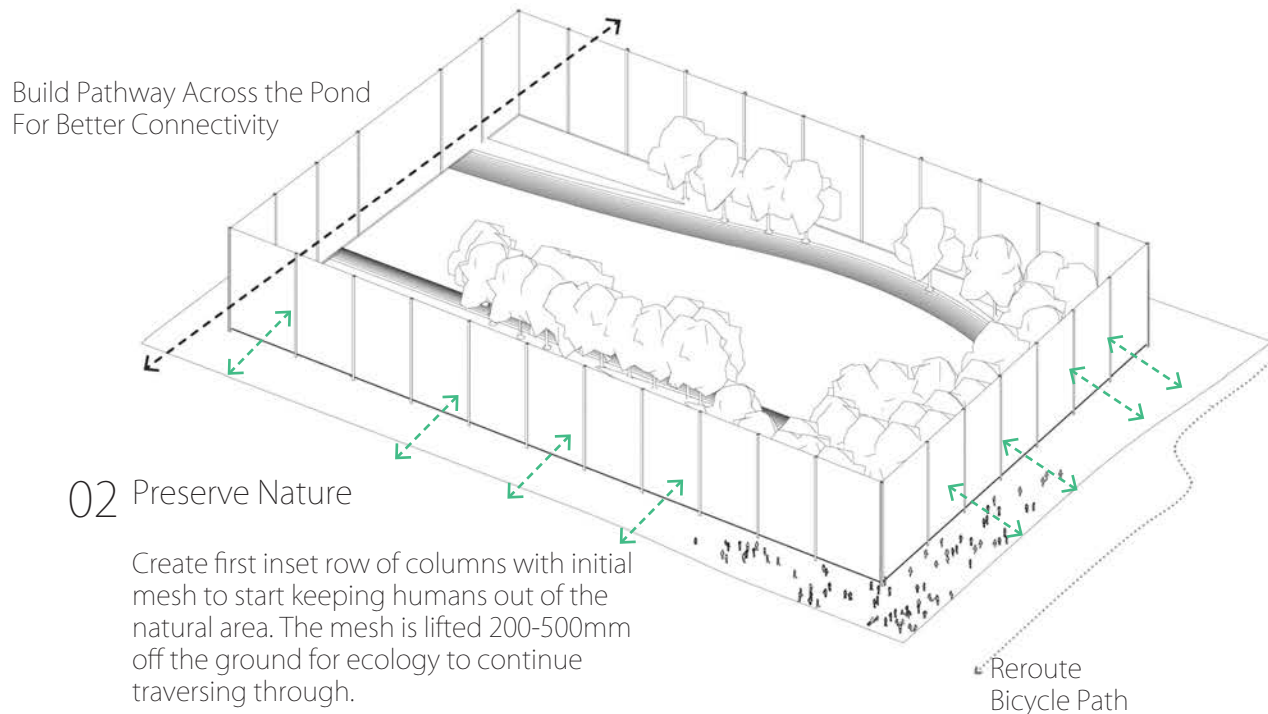 Build Pathway Across the Pond
For Better Connectivity
02 Preserve Nature
Create first inset row of columns with initial
mesh to start keeping humans out of the
natural area. The mesh is lifted 200-500mm
off the ground for ecology to continue
traversing through.
Reroute
Bicycle Path